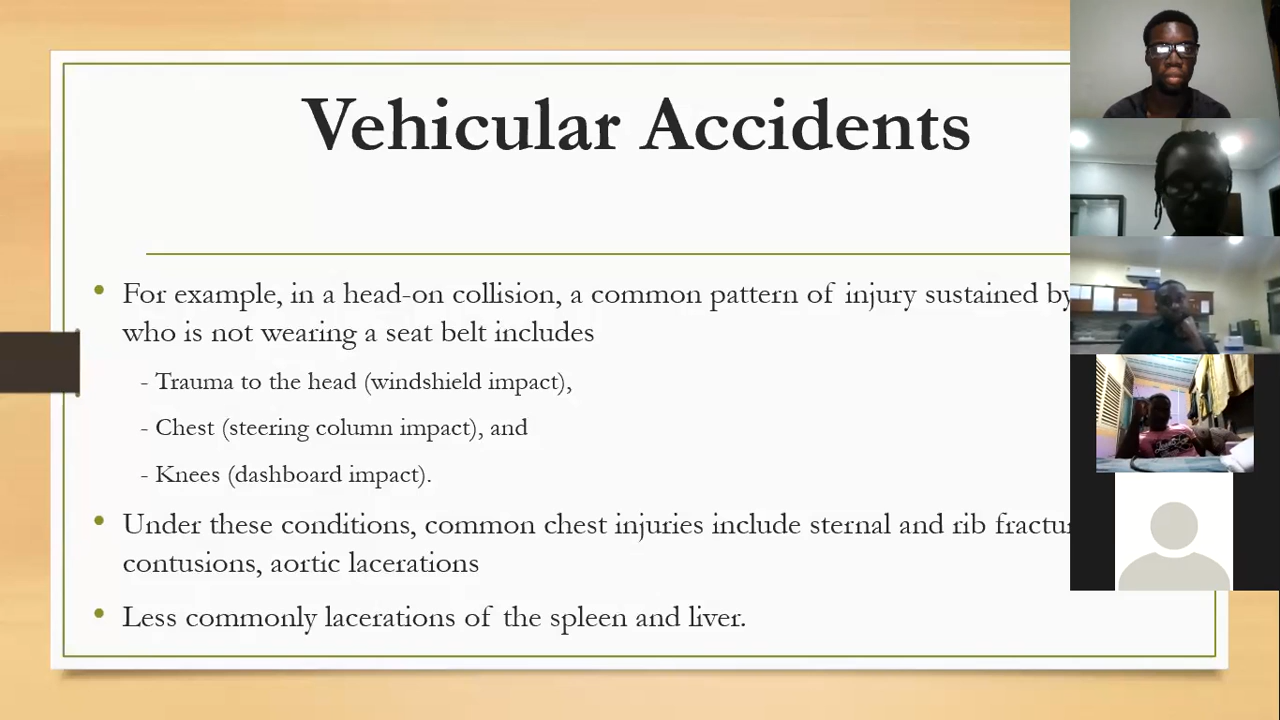 Vehicular Accidents
• For example, in a head-on collision, a common pattern of injury sustained by
who is not wearing a seat belt includes
- Trauma to the head (windshield impact),
- Chest (steering column impact), and
- Knees (dashboard impact).
• Under these conditions, common chest injuries include sternal and rib
contusions, aortic lacerations
• Less commonly lacerations of the spleen and liver.